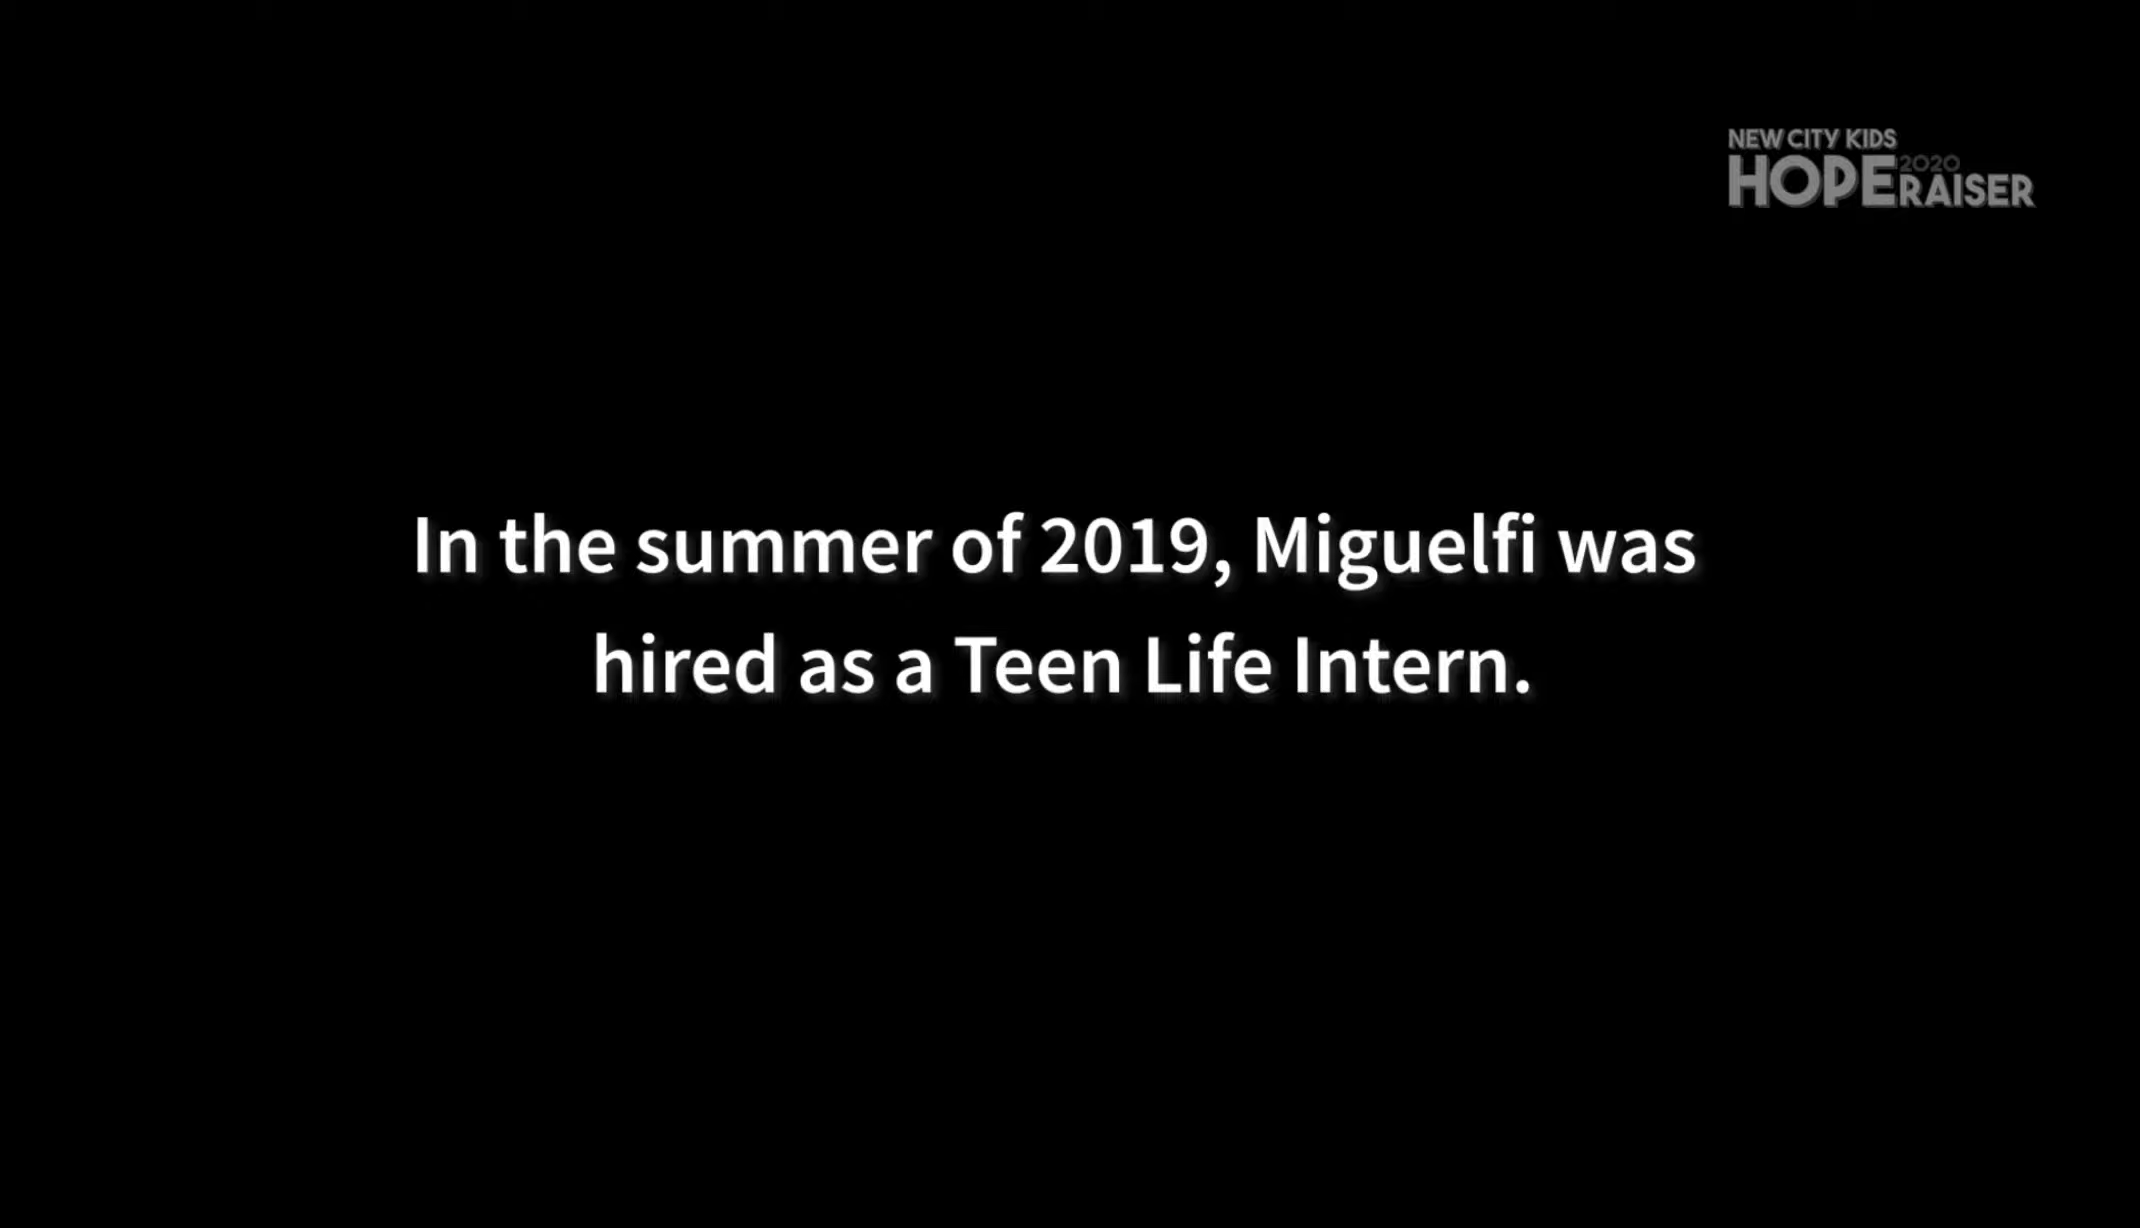 NEW CITY KIDS
HOPE 2020 RAISER
In the summer of 2019, Miguelfi was
hired as a Teen Life Intern.